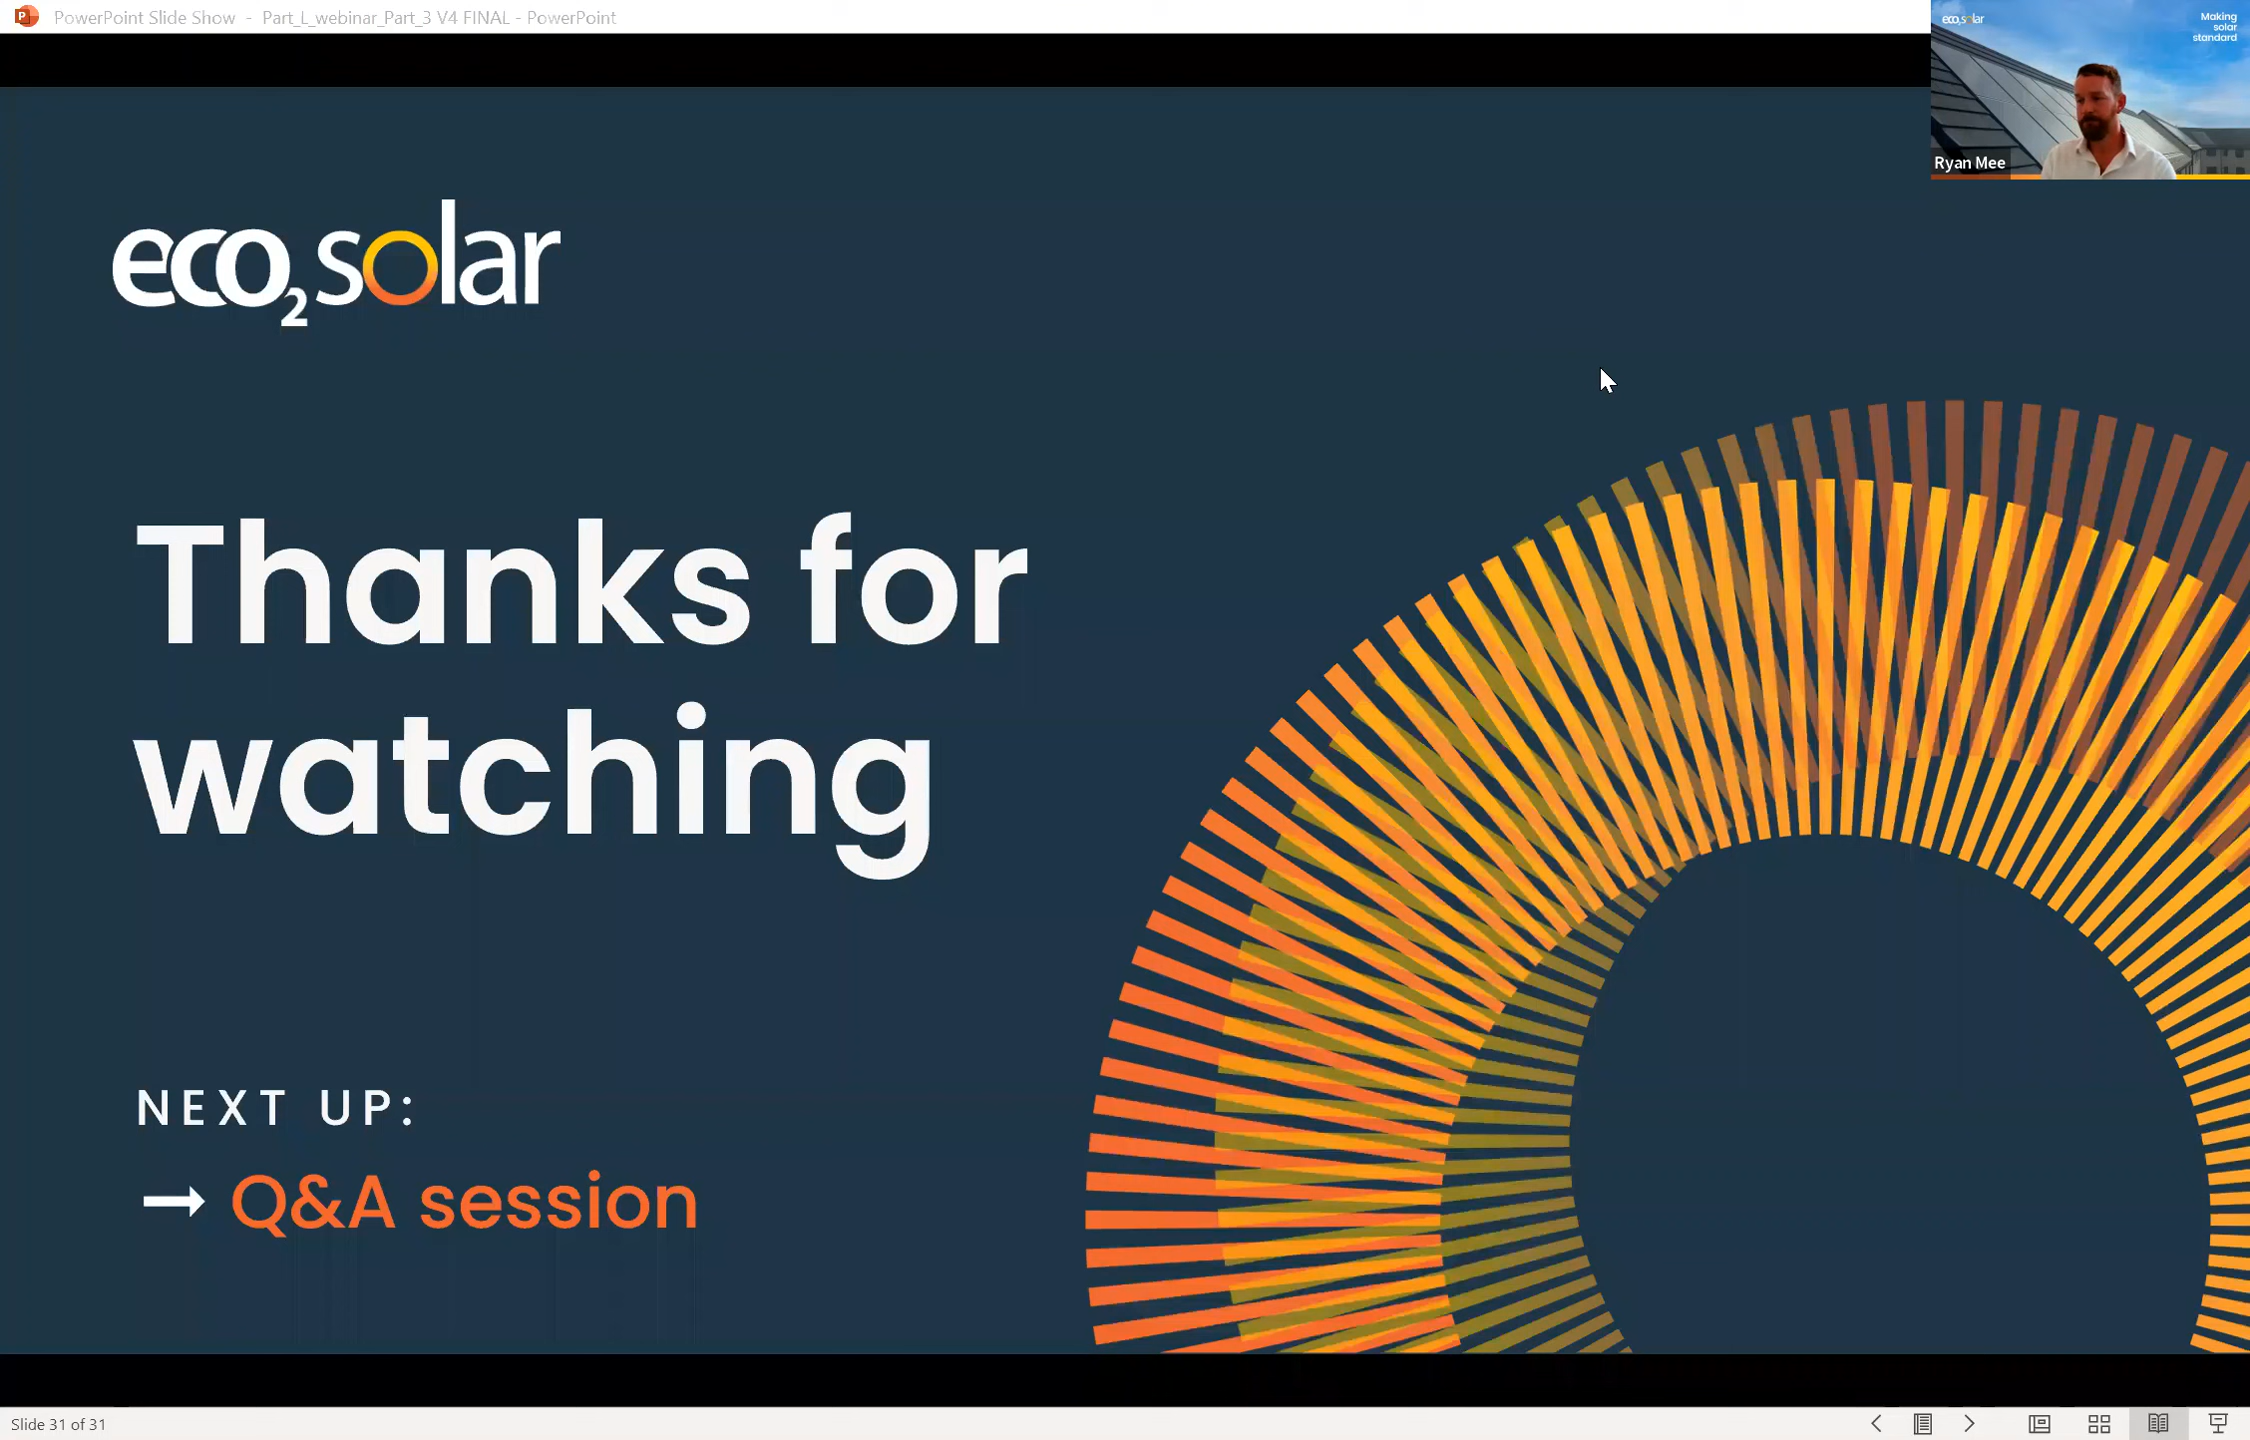 PowerPoint Slide Show - Part_L_webinar_Part_3 V4 FINAL - PowerPoint
eco2solar
Making
solar
standard
Ryan Mee
eco2solar
Thanks for
watching
NEXT UP:
→ Q&A session
Slide 31 of 31